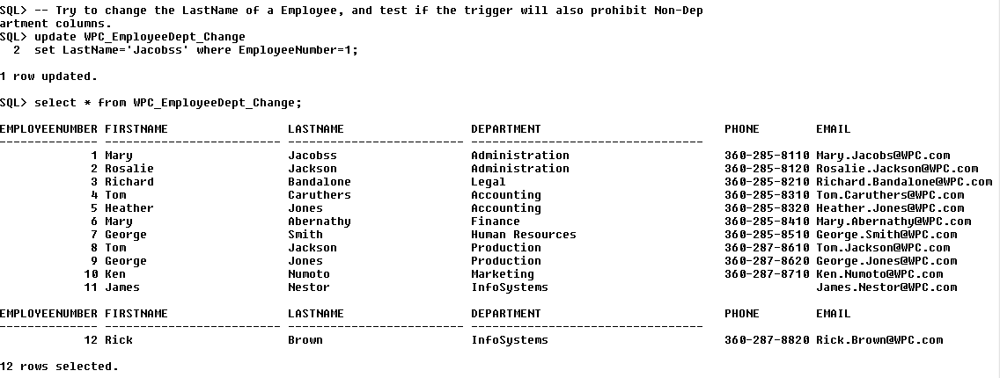 SQL> -- Try to change the LastName of a Employee, and test if the trigger will also prohibit Non-Dep
artment columns.
SQL> update WPC_EmployeeDept_Change
  2  set LastName='Jacobss' where EmployeeNumber=1;
1 row updated.
SQL> select * from WPC_EmployeeDept_Change;
EMPLOYEENUMBER FIRSTNAME                 LASTNAME                  DEPARTMENT                          PHONE        EMAIL
-------------- ------------------------- ------------------------- ---------------------------------
             1 Mary                      Jacobss                   Administration                      360-285-8110 Mary.Jacobs@WPC.com
             2 Rosalie                   Jackson                   Administration                      360-285-8120 Rosalie.Jackson@WPC.com
             3 Richard                   Bandalone                 Legal                               360-285-8210 Richard.Bandalone@WPC.com
             4 Tom                       Caruthers                 Accounting                          360-285-8310 Tom.Caruthers@WPC.com
             5 Heather                   Jones                     Accounting                          360-285-8320 Heather.Jones@WPC.com
             6 Mary                      Abernathy                 Finance                             360-285-8410 Mary.Abernathy@WPC.com
             7 George                    Smith                     Human Resources                     360-285-8510 George.Smith@WPC.com
             8 Tom                       Jackson                   Production                          360-287-8610 Tom.Jackson@WPC.com
             9 George                    Jones                     Production                          360-287-8620 George.Jones@WPC.com
            10 Ken                       Numoto                    Marketing                           360-287-8710 Ken.Numoto@WPC.com
            11 James                     Nestor                    InfoSystems                                      James.Nestor@WPC.com
EMPLOYEENUMBER FIRSTNAME                 LASTNAME                  DEPARTMENT                          PHONE        EMAIL
-------------- ------------------------- ------------------------- ---------------------------------
            12 Rick                      Brown                     InfoSystems                         360-287-8820 Rick.Brown@WPC.com
12 rows selected.